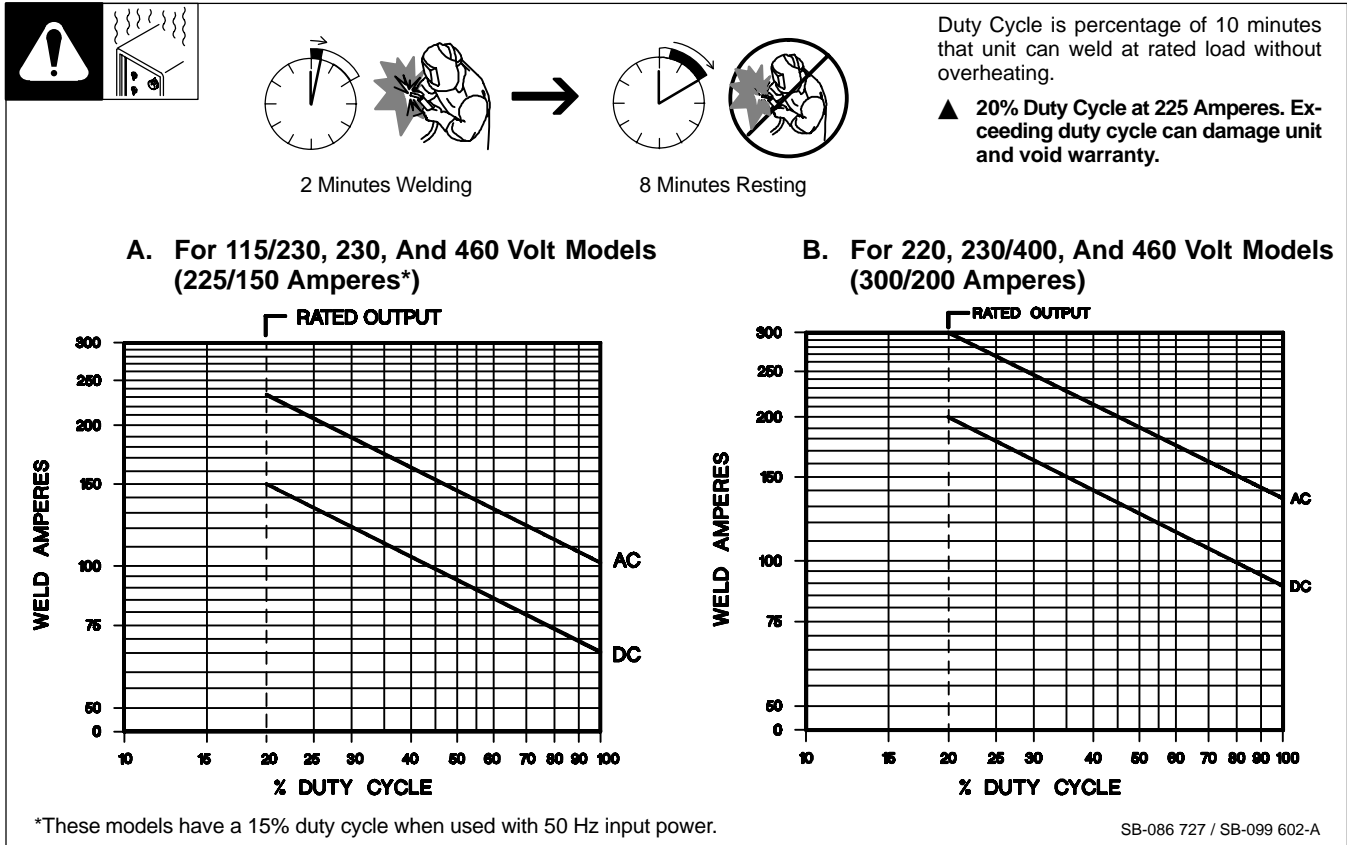 Duty Cycle is percentage of 10 minutes
that unit can weld at rated load without
overheating.
▲ 20% Duty Cycle at 225 Amperes. Ex-
ceeding duty cycle can damage unit
and void warranty.
2 Minutes Welding
8 Minutes Resting
A. For 115/230, 230, And 460 Volt Models
(225/150 Amperes*)
RATED OUTPUT
300
250
200
150
100
75
50
0
WELD AMPERES
AC
DC
10 15 20 25 30 40 50 60 70 80 90 100
% DUTY CYCLE
B. For 220, 230/400, And 460 Volt Models
(300/200 Amperes)
RATED OUTPUT
300
250
200
150
100
75
50
0
WELD AMPERES
AC
DC
10 15 20 25 30 40 50 60 70 80 90 100
% DUTY CYCLE
*These models have a 15% duty cycle when used with 50 Hz input power.
SB-086 727 / SB-099 602-A